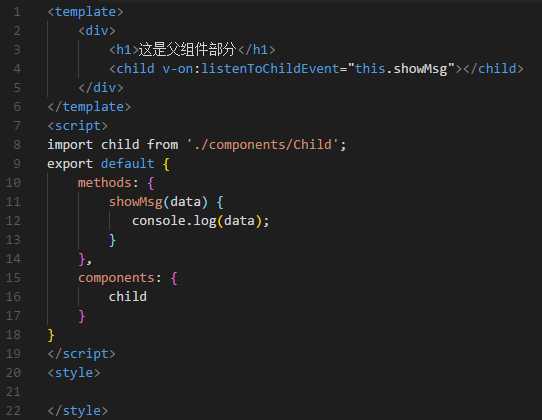 1 <template>
2 <div>
3 <h1>这是父组件部分</h1>
4 <child v-on:listenToChildEvent="this.showMsg"></child>
5 </div>
6 </template>
7 <script>
8 import child from './components/Child';
9 export default {
10 methods: {
11 showMsg(data) {
12 console.log(data);
13 }
14 },
15 components: {
16 child
17 }
18 }
19 </script>
20 <style>
21
22 </style>